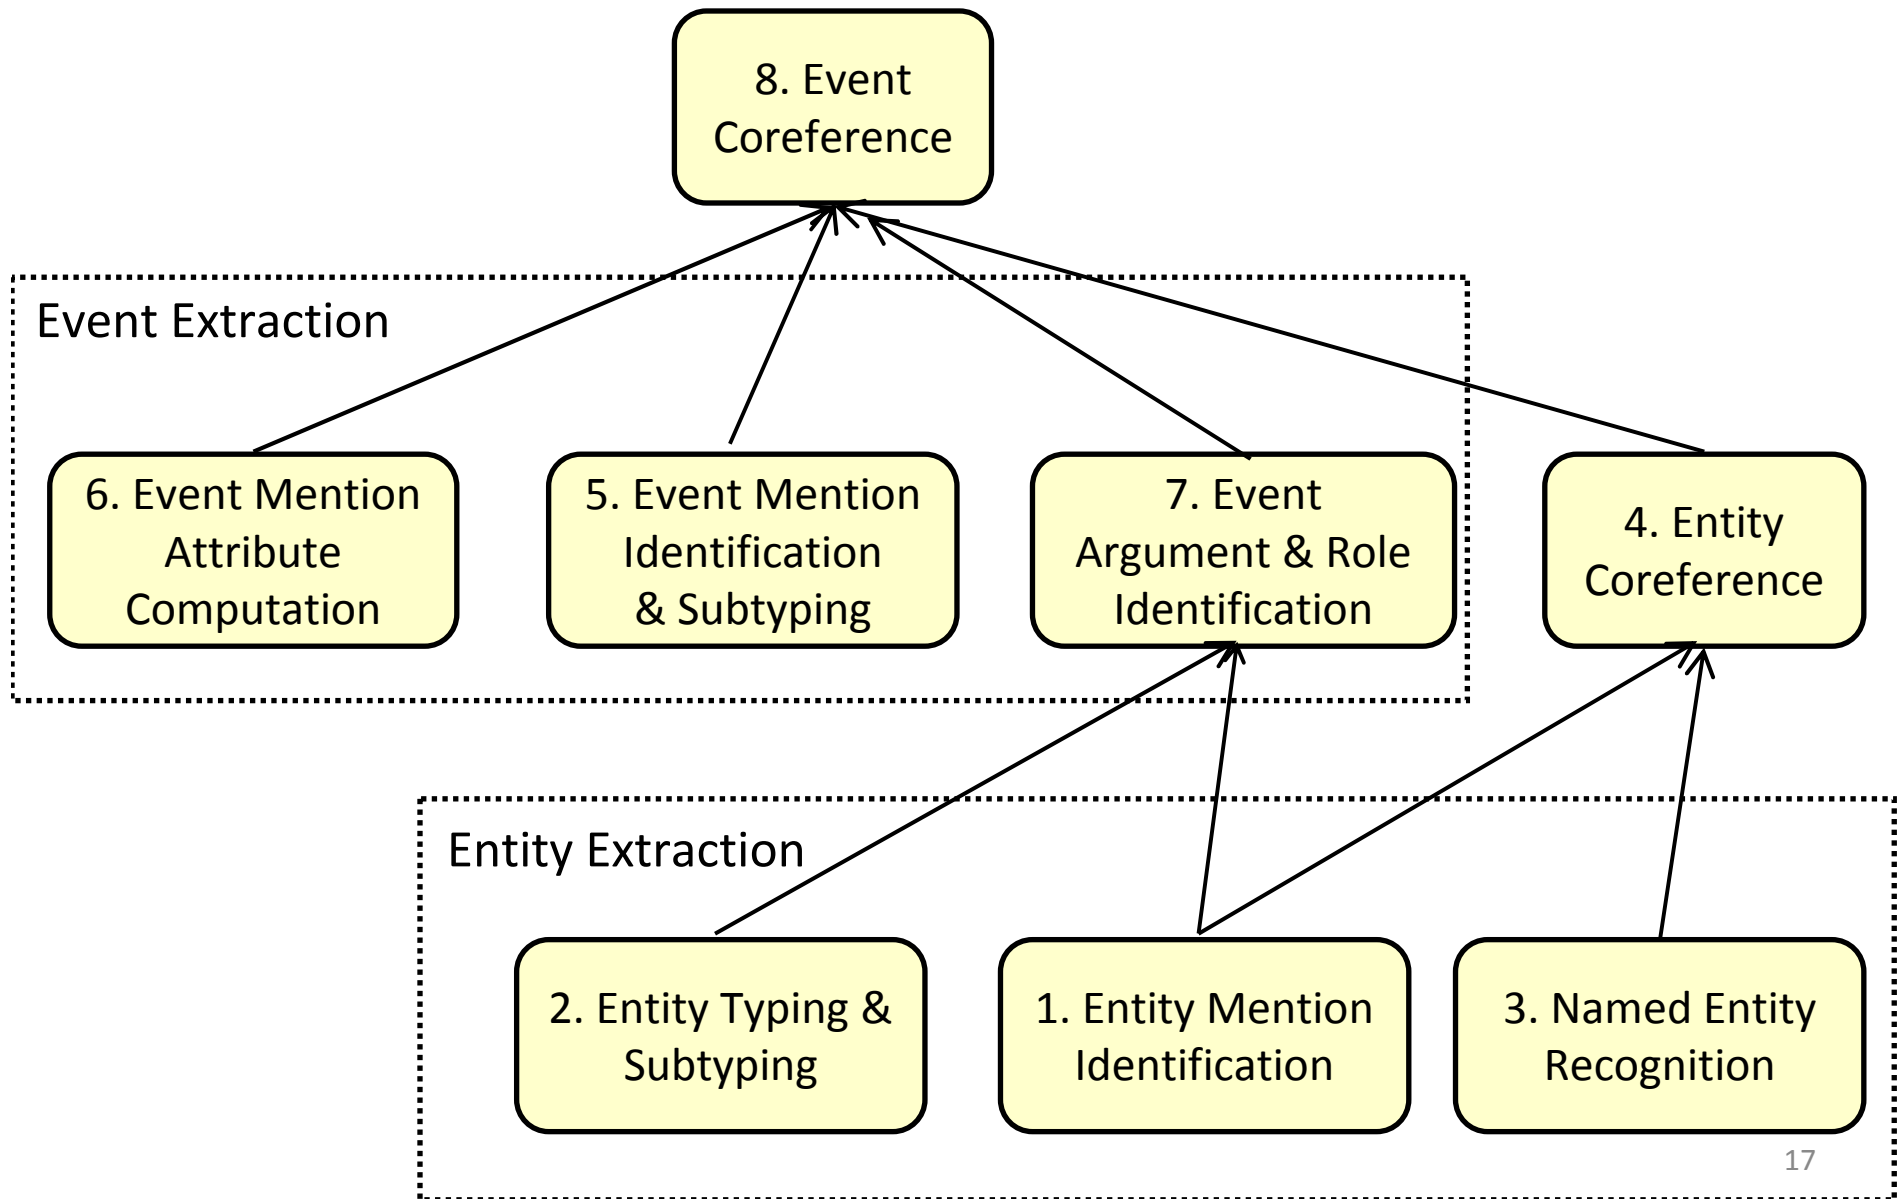 8. Event
Coreference
Event Extraction
6. Event Mention
Attribute
Computation
5. Event Mention
Identification
& Subtyping
7. Event
Argument & Role
Identification
4. Entity
Coreference
Entity Extraction
2. Entity Typing &
Subtyping
1. Entity Mention
Identification
3. Named Entity
Recognition
17